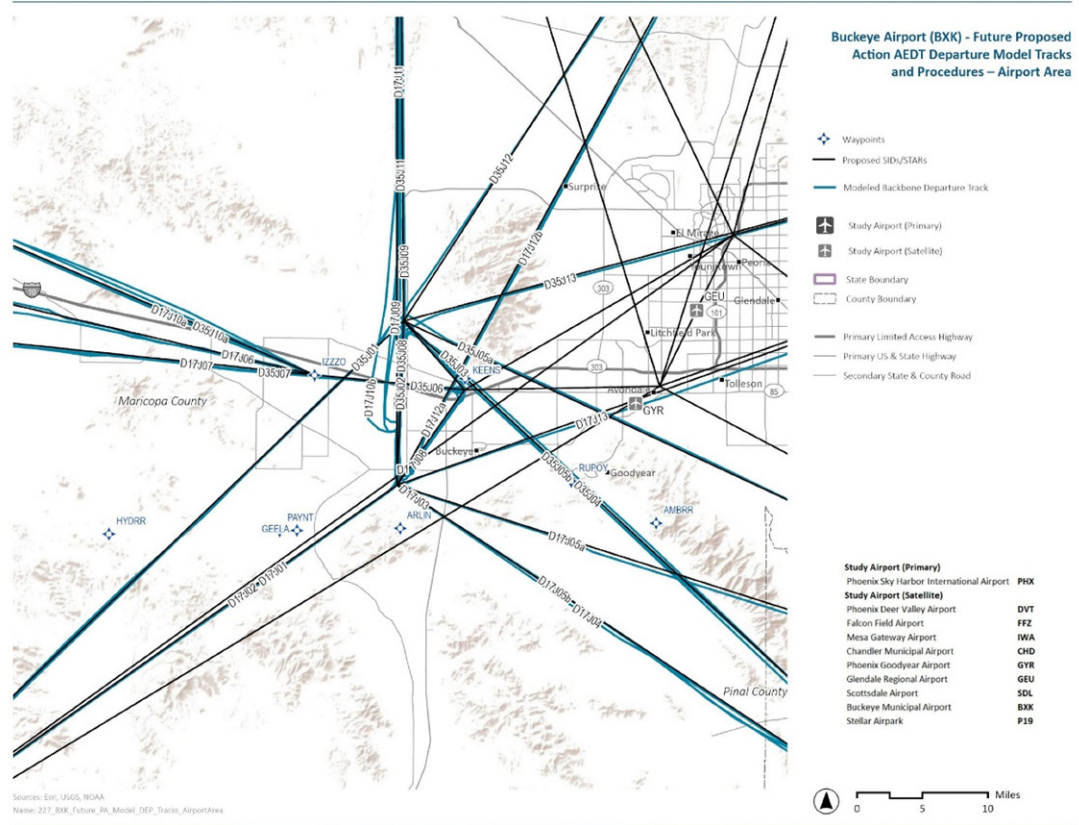 Buckeye Airport (BXK) - Future Proposed
Action AEDT Departure Model Tracks
and Procedures – Airport Area
Waypoints
Proposed SIDs/STARs
Modeled Backbone Departure Track
Study Airport (Primary)
Study Airport (Satellite)
State Boundary
County Boundary
Primary Limited Access Highway
Primary US & State Highway
Secondary State & County Road
D17J11
D35J11
D35J12
Surprise
D35J09
D17J12b
El Mirage
Youngtown
Peoria
D35J13
303
GEU
101
Glendale
D17J10a
D35J10a
D17J09
Litchfield Park
D17J06
D35J01
D35J08
D35J05a
D35J03
IZZZO
KEENS
303
D17J07
D35J07
D35J06
Tolleson
85
Avondale
GYR
Maricopa County
D17J10b
D35J02
D17J12a
D17J13
Buckeye
D17J08
RUPOY
Goodyear
D35J05b
D35J04
D17J03
HYDRR
PAYNT
GEELA
ARLIN
AMBRR
D17J05a
D17J02
D17J01
D17J05b
D17J04
Pinal County
Study Airport (Primary)
Phoenix Sky Harbor International Airport PHX
Study Airport (Satellite)
Phoenix Deer Valley Airport DVT
Falcon Field Airport FFZ
Mesa Gateway Airport IWA
Chandler Municipal Airport CHD
Phoenix Goodyear Airport GYR
Glendale Regional Airport GEU
Scottsdale Airport SDL
Buckeye Municipal Airport BXK
Stellar Airpark P19
Miles
0 5 10
Sources: Esri, USGS, NOAA
Name: 227_BXK_Future_PA_Model_DEP_Tracks_AirportArea